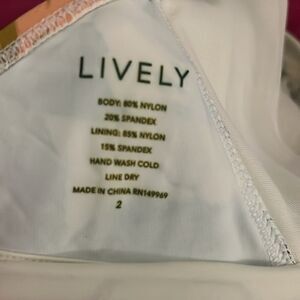 LIVELY
BODY: 80% NYLON
20% SPANDEX
LINING: 85% NYLON
15% SPANDEX
HAND WASH COLD
LINE DRY
MADE IN CHINA RN149969
2